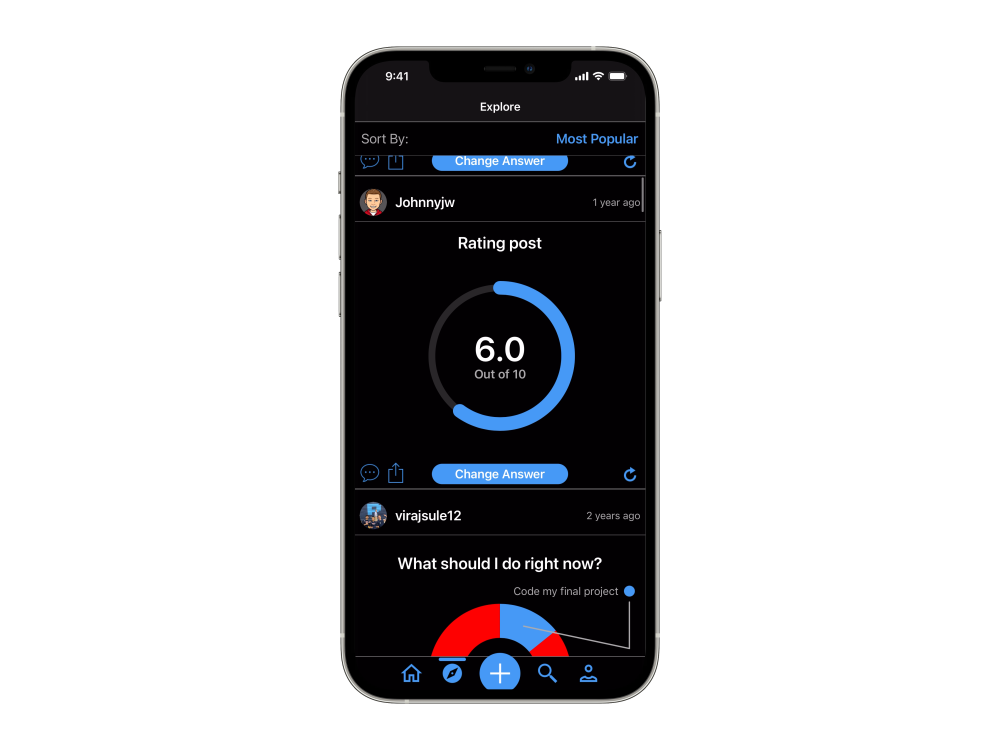 9:41
Explore
Sort By: Most Popular
Change Answer
Johnnyjw 1 year ago
Rating post
6.0
Out of 10
Change Answer
virajsule12 2 years ago
What should I do right now?
Code my final project